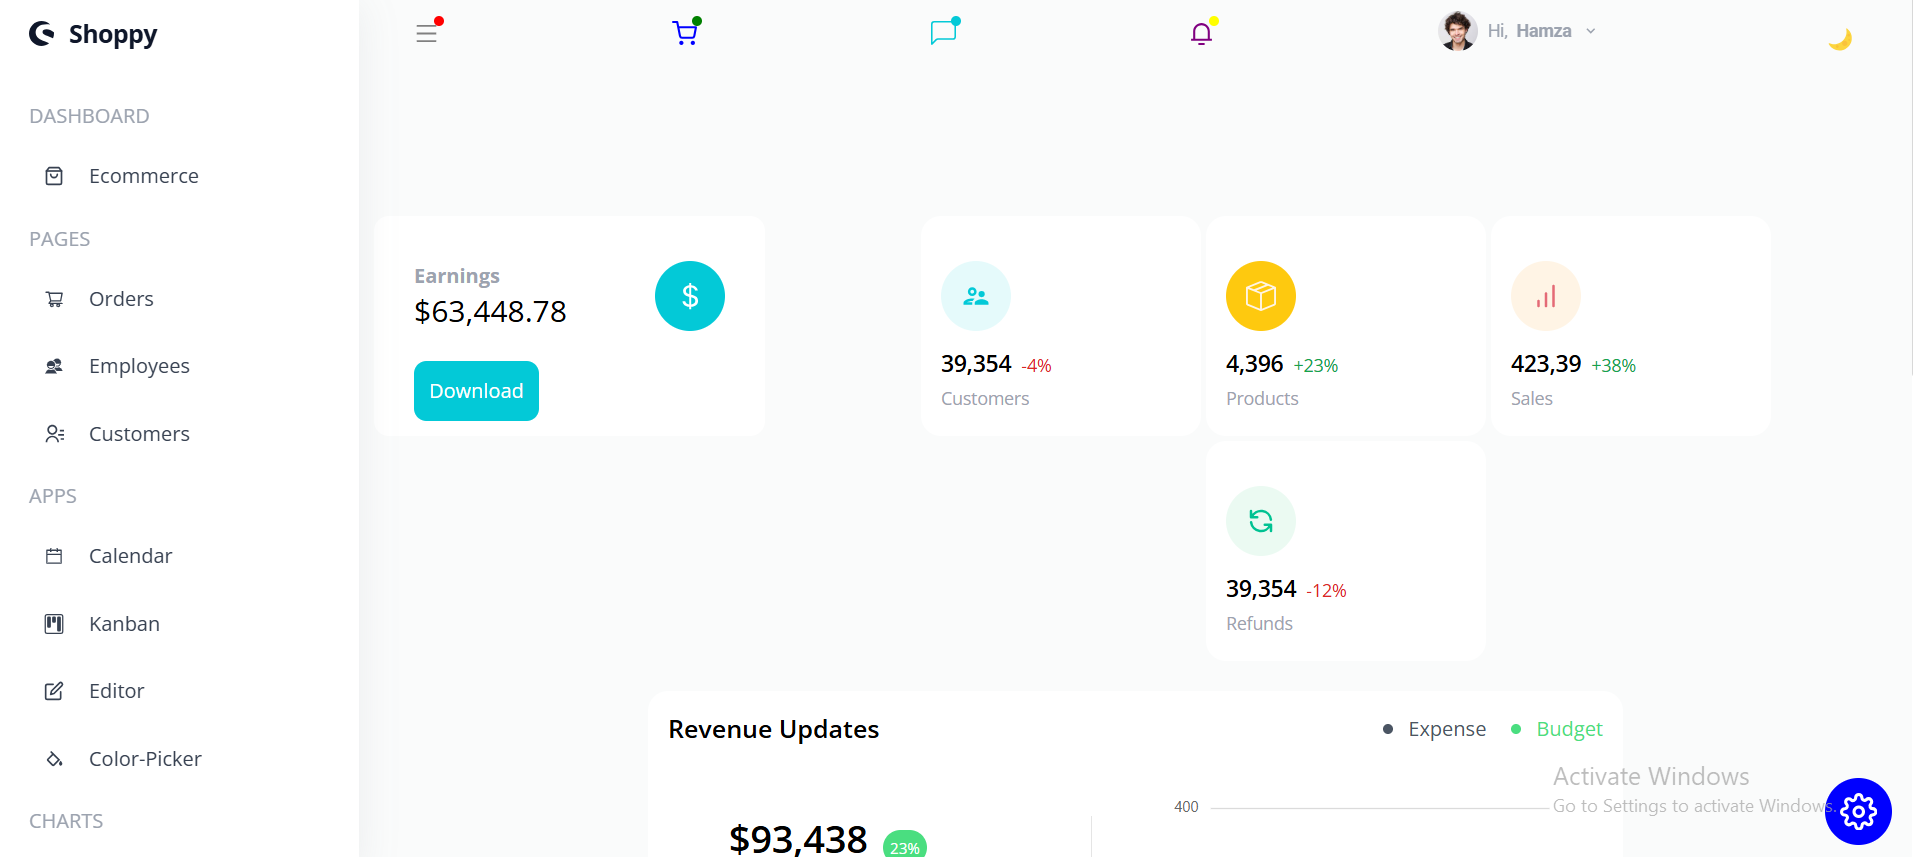 Shoppy
Hi, Hamza
DASHBOARD
Ecommerce
PAGES
Orders
Employees
Customers
APPS
Calendar
Kanban
Editor
Color-Picker
CHARTS
Earnings
$63,448.78
$
Download
39,354 -4%
Customers
4,396 +23%
Products
423,39 +38%
Sales
39,354 -12%
Refunds
Revenue Updates
Expense
Budget
$93,438 23%
400
Activate Windows
Go to Settings to activate Windows.